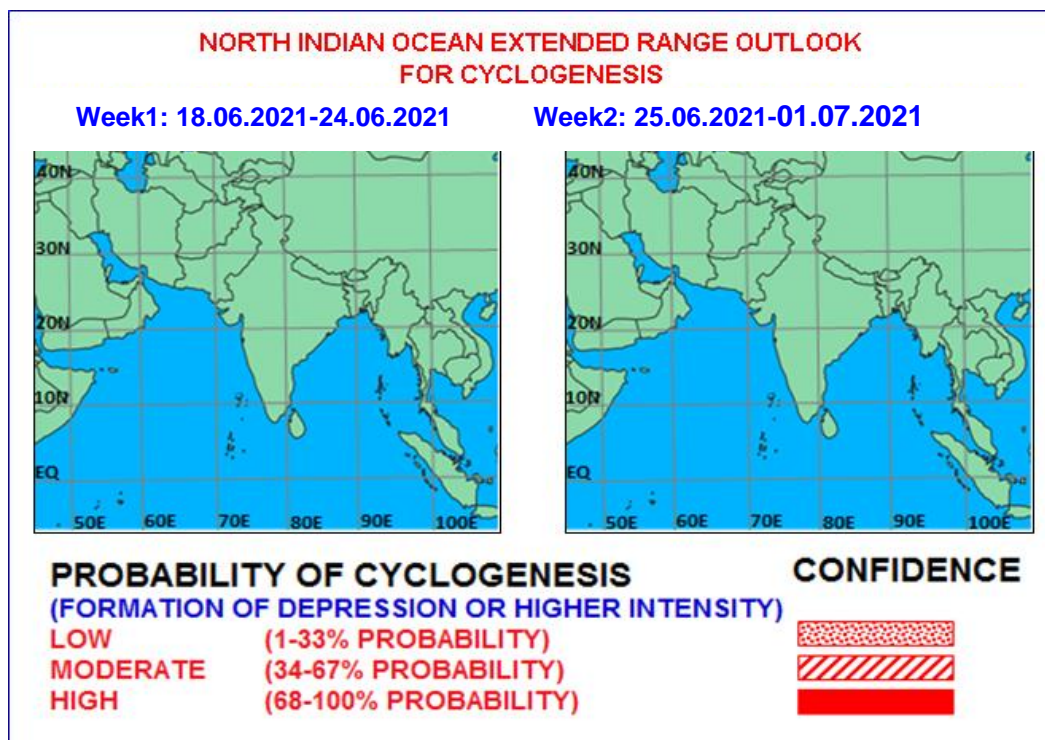 NORTH INDIAN OCEAN EXTENDED RANGE OUTLOOK
FOR CYCLOGENESIS
Week1: 18.06.2021-24.06.2021
Week2: 25.06.2021-01.07.2021
40N
30N
20N
10N
EQ
50E 60E 70E 80E 90E 100E
40N
30N
20N
10N
EQ
50E 60E 70E 80E 90E 100E
PROBABILITY OF CYCLOGENESIS
CONFIDENCE
(FORMATION OF DEPRESSION OR HIGHER INTENSITY)
LOW (1-33% PROBABILITY)
MODERATE (34-67% PROBABILITY)
HIGH (68-100% PROBABILITY)